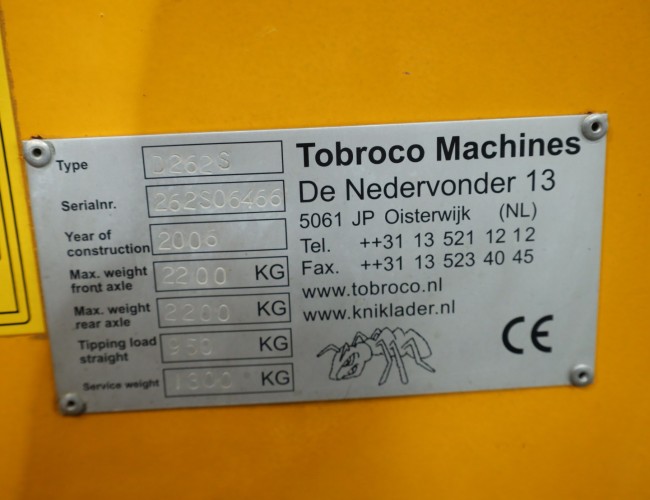 Type D262S
Serialnr. 262S06466
Year of construction 2006
Max. weight front axle 2200 KG
Max. weight rear axle 2200 KG
Tipping load straight 950 KG
Service weight 1300 KG
Tobroco Machines
De Nedervonder 13
5061 JP Oisterwijk (NL)
Tel. ++31 13 521 12 12
Fax. ++31 13 523 40 45
www.tobroco.nl
www.kniklader.nl
CE